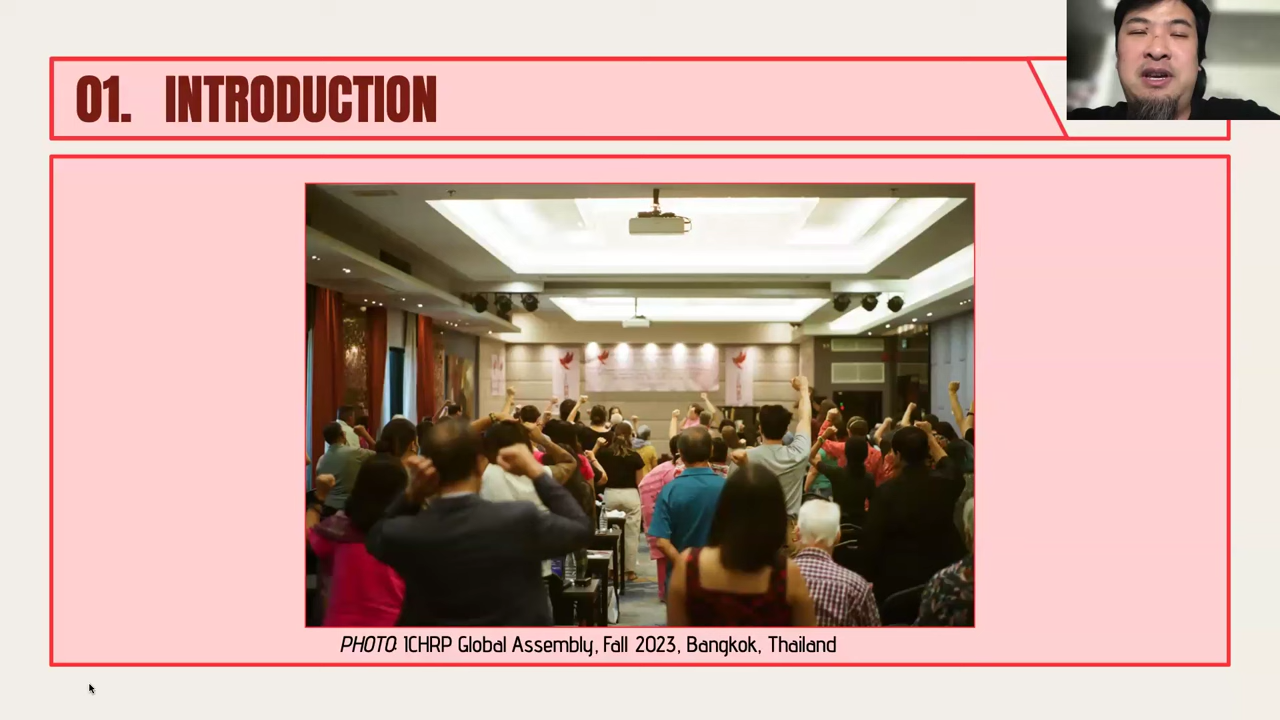 01. INTRODUCTION
PHOTO: ICHRP Global Assembly, Fall 2023, Bangkok, Thailand